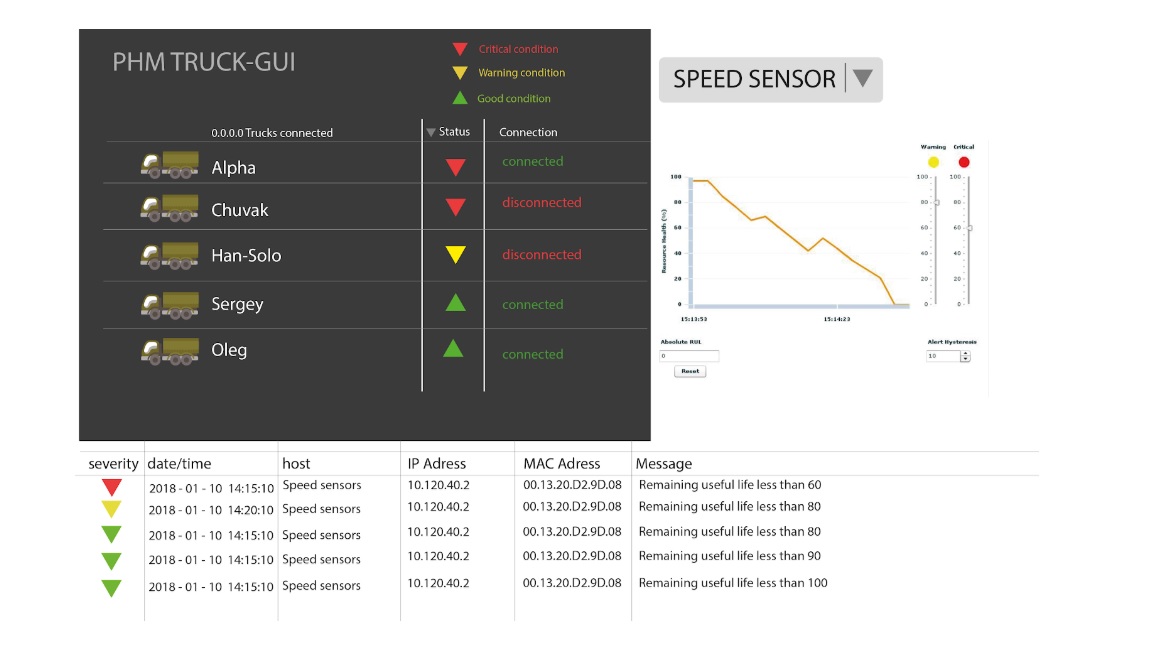 PHM TRUCK-GUI
Critical condition
Warning condition
Good condition
0.0.0.0 Trucks connected
Status
Connection
Alpha
connected
Chuvak
disconnected
Han-Solo
disconnected
Sergey
connected
Oleg
connected
SPEED SENSOR
Warning Critical
100
80
60
40
20
0
Resource Health (%)
15:13:53
15:14:23
100
80
60
40
20
0
100
80
60
40
20
0
Absolute RUL
0
Reset
Alert Hysteresis
10
severity date/time host IP Adress MAC Adress Message
2018 - 01 - 10 14:15:10 Speed sensors 10.120.40.2 00.13.20.D2.9D.08 Remaining useful life less than 60
2018 - 01 - 10 14:20:10 Speed sensors 10.120.40.2 00.13.20.D2.9D.08 Remaining useful life less than 80
2018 - 01 - 10 14:15:10 Speed sensors 10.120.40.2 00.13.20.D2.9D.08 Remaining useful life less than 80
2018 - 01 - 10 14:15:10 Speed sensors 10.120.40.2 00.13.20.D2.9D.08 Remaining useful life less than 90
2018 - 01 - 10 14:15:10 Speed sensors 10.120.40.2 00.13.20.D2.9D.08 Remaining useful life less than 100